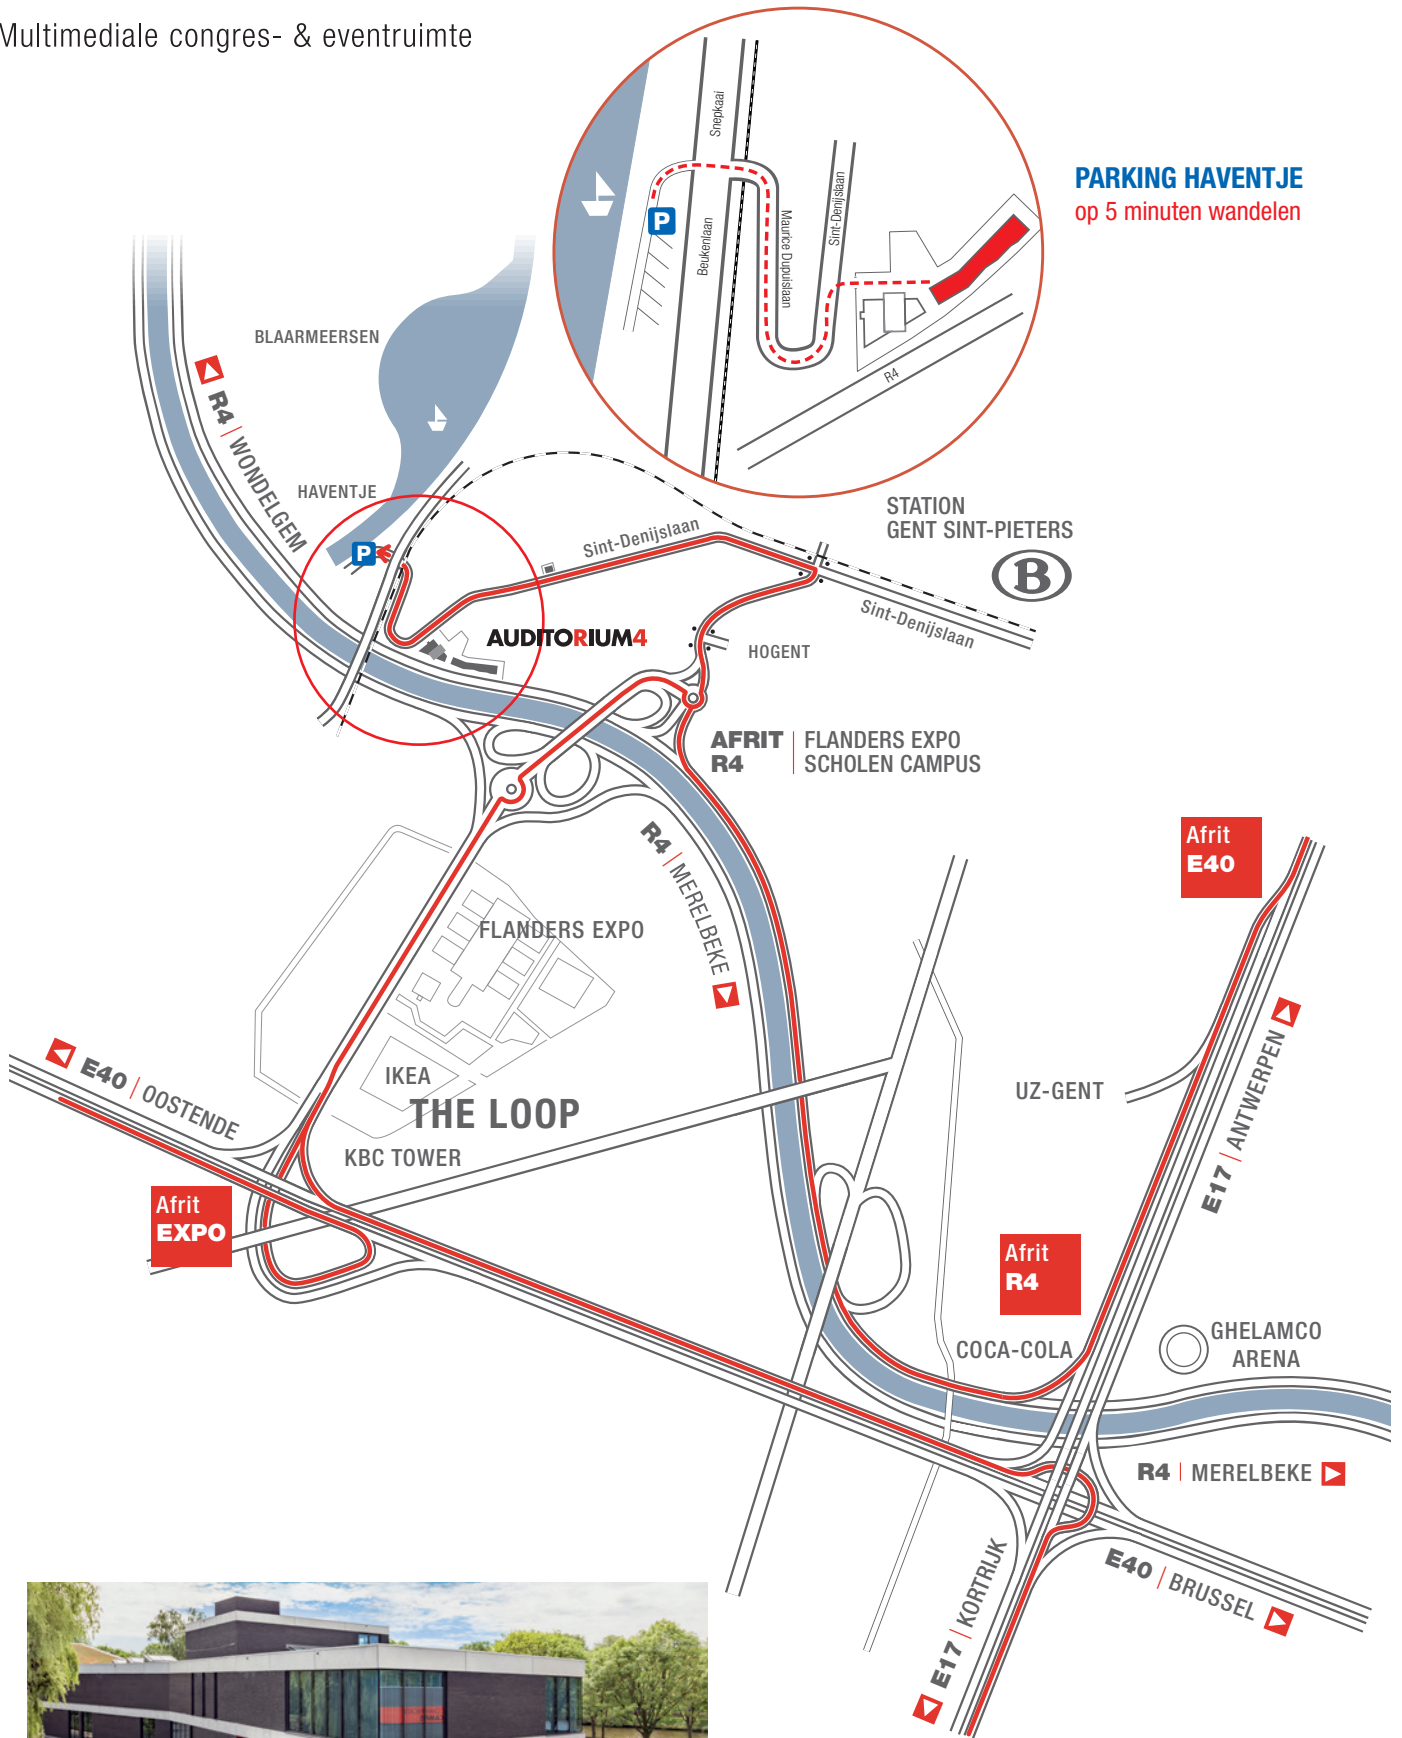 Multimediale congres- & eventruimte
Snepkaai
Beukenlaan
Maurice Dupuislaan
Sint-Denijslaan
R4
P
PARKING HAVENTJE
op 5 minuten wandelen
BLAARMEERSEN
R4 | WONDELGEM
HAVENTJE
P
Sint-Denijslaan
STATION
GENT SINT-PIETERS
B
Sint-Denijslaan
AUDITORIUM4
HOGENT
AFRIT | FLANDERS EXPO
R4 | SCHOLEN CAMPUS
R4 | MERELBEKE
Afrit
E40
FLANDERS EXPO
E40 | OOSTENDE
IKEA
THE LOOP
KBC TOWER
UZ-GENT
E17 | ANTWERPEN
Afrit
EXPO
Afrit
R4
COCA-COLA
GHELAMCO
ARENA
R4 | MERELBEKE
E40 | BRUSSEL
E17 | KORTRIJK